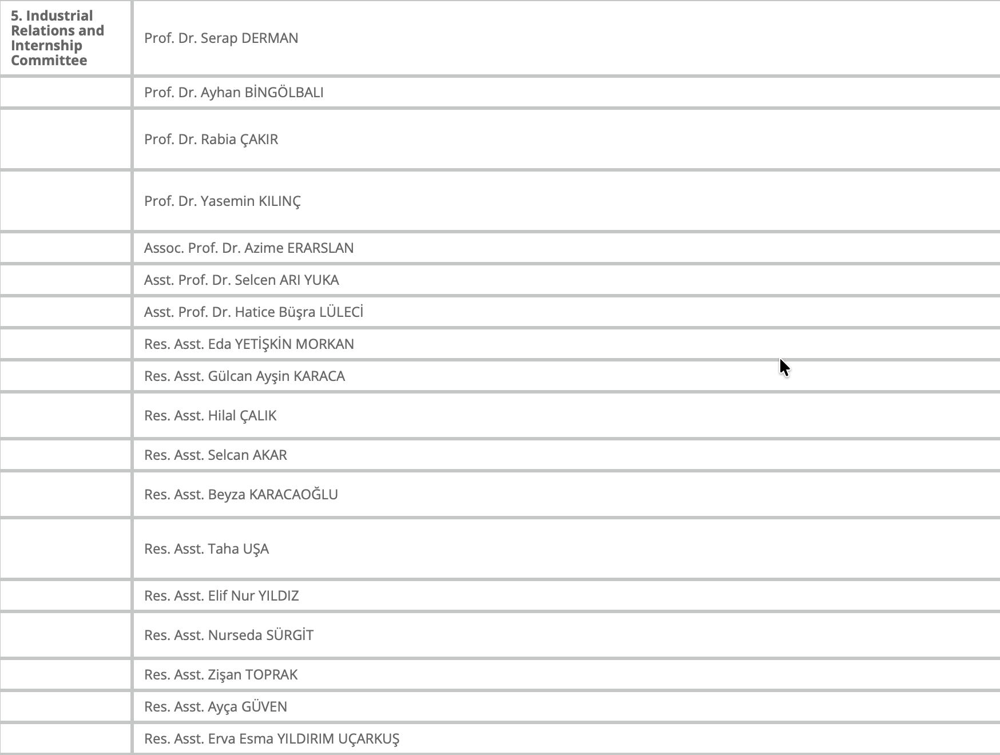 5. Industrial
Relations and
Internship
Committee
Prof. Dr. Serap DERMAN
Prof. Dr. Ayhan BİNGÖLBALI
Prof. Dr. Rabia ÇAKIR
Prof. Dr. Yasemin KILINÇ
Assoc. Prof. Dr. Azime ERARSLAN
Asst. Prof. Dr. Selcen ARI YUKA
Asst. Prof. Dr. Hatice Büşra LÜLECİ
Res. Asst. Eda YETİŞKİN MORKAN
Res. Asst. Gülcan Ayşin KARACA
Res. Asst. Hilal ÇALIK
Res. Asst. Selcan AKAR
Res. Asst. Beyza KARACAOĞLU
Res. Asst. Taha UŞA
Res. Asst. Elif Nur YILDIZ
Res. Asst. Nurseda SÜRGİT
Res. Asst. Zişan TOPRAK
Res. Asst. Ayça GÜVEN
Res. Asst. Erva Esma YILDIRIM UÇARKUŞ